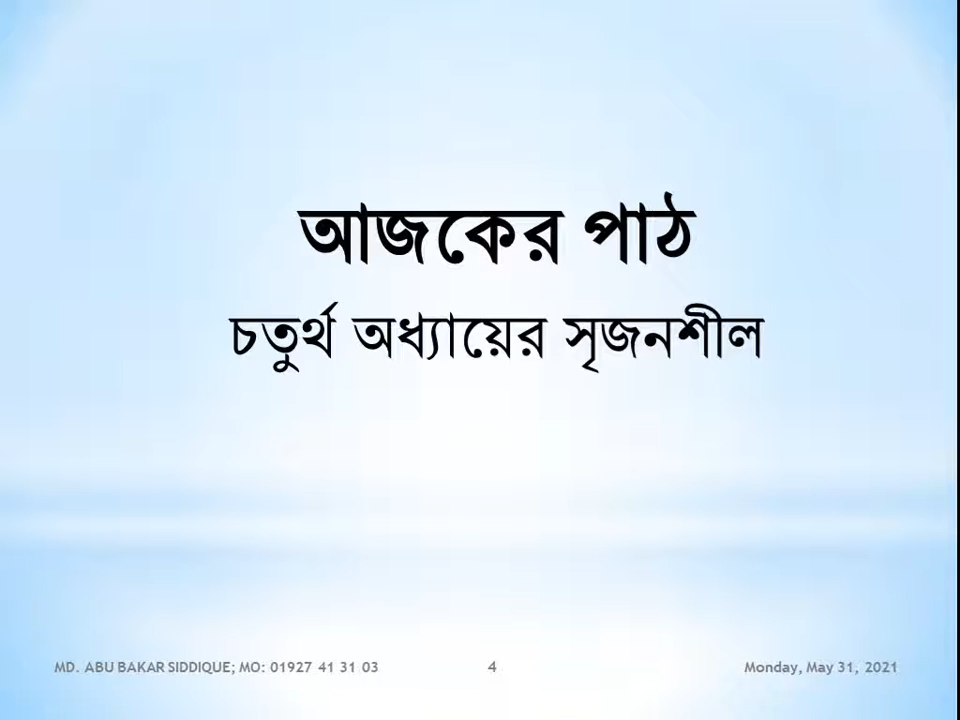 আজকের পাঠ
চতুর্থ অধ্যায়ের সৃজনশীল
MD. ABU BAKAR SIDDIQUE; MO: 01927 41 31 03 4 Monday, May 31, 2021